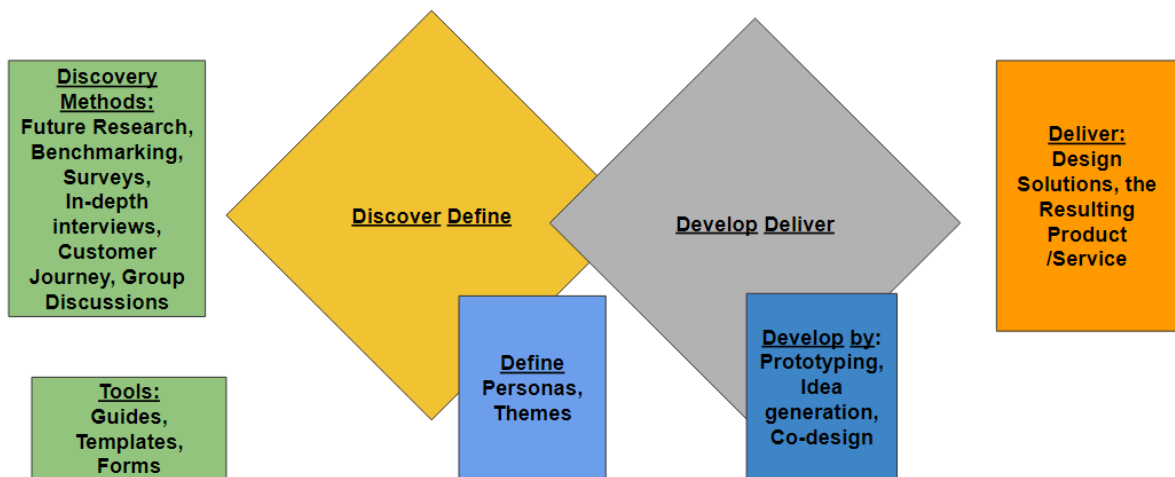 Discovery
Methods:
Future Research,
Benchmarking,
Surveys,
In-depth
interviews,
Customer
Journey, Group
Discussions
Tools:
Guides,
Templates,
Forms
Discover Define
Define
Personas,
Themes
Develop Deliver
Develop by:
Prototyping,
Idea
generation,
Co-design
Deliver:
Design
Solutions, the
Resulting
Product
/Service